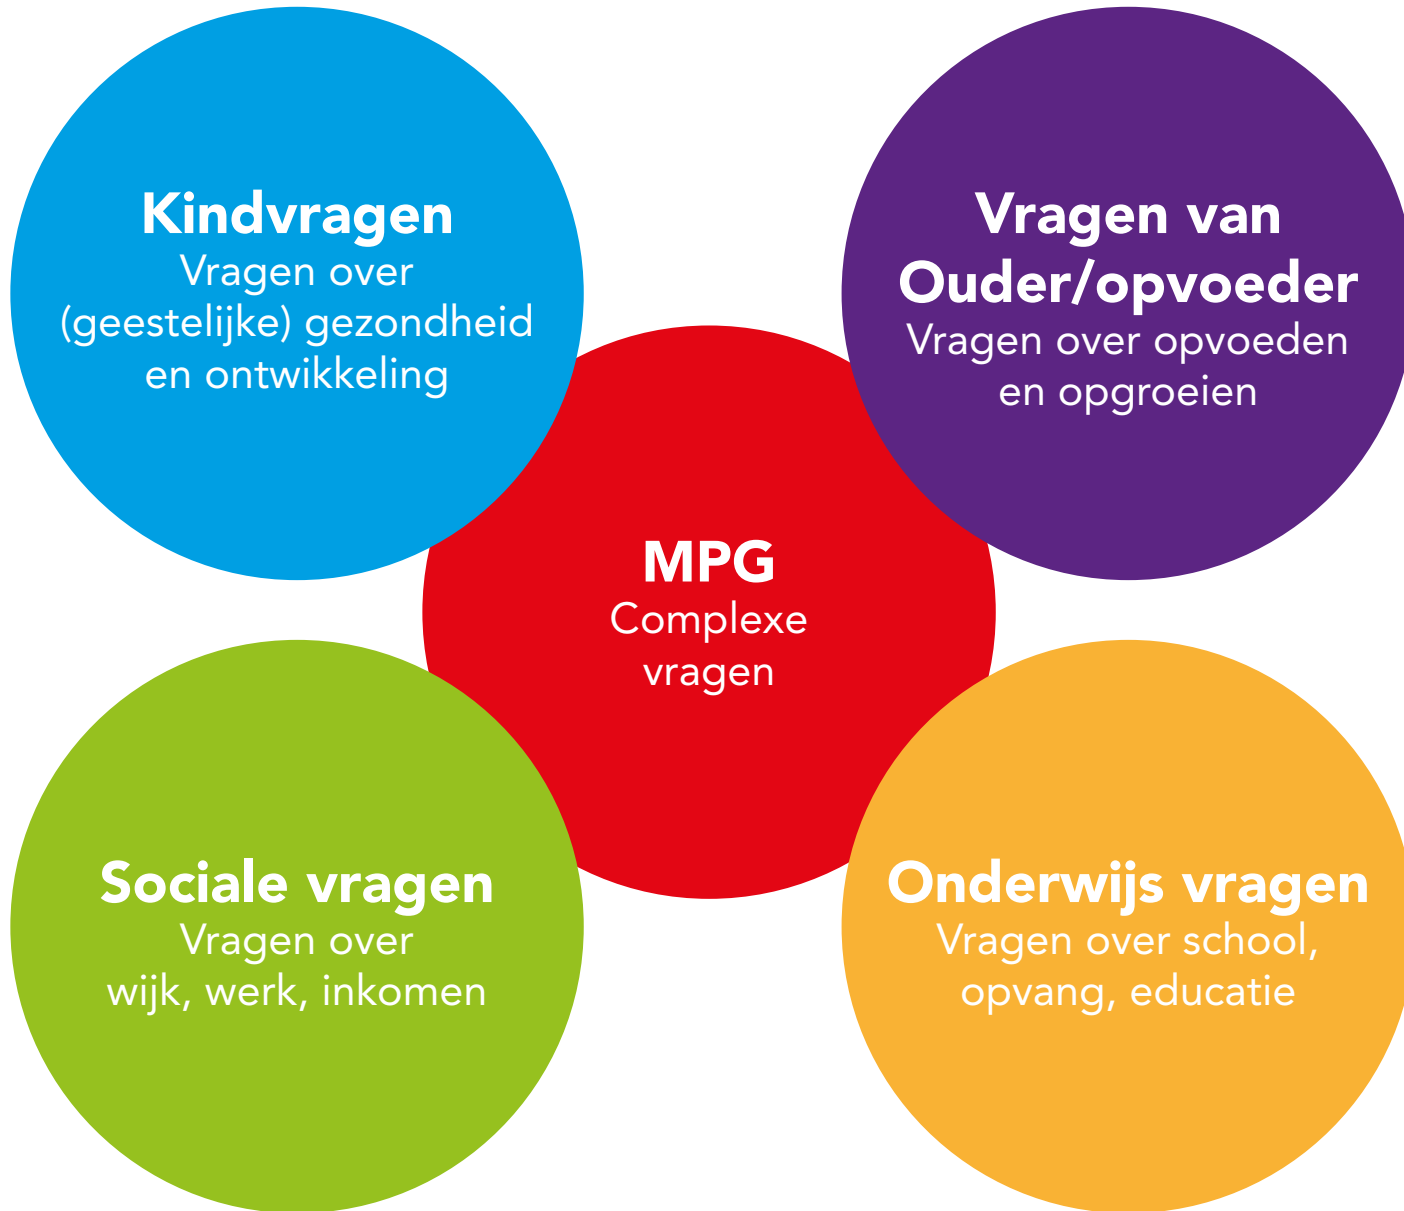 Kindvragen
Vragen over
(geestelijke) gezondheid
en ontwikkeling
Vragen van
Ouder/opvoeder
Vragen over opvoeden
en opgroeien
MPG
Complexe
vragen
Sociale vragen
Vragen over
wijk, werk, inkomen
Onderwijs vragen
Vragen over school,
opvang, educatie